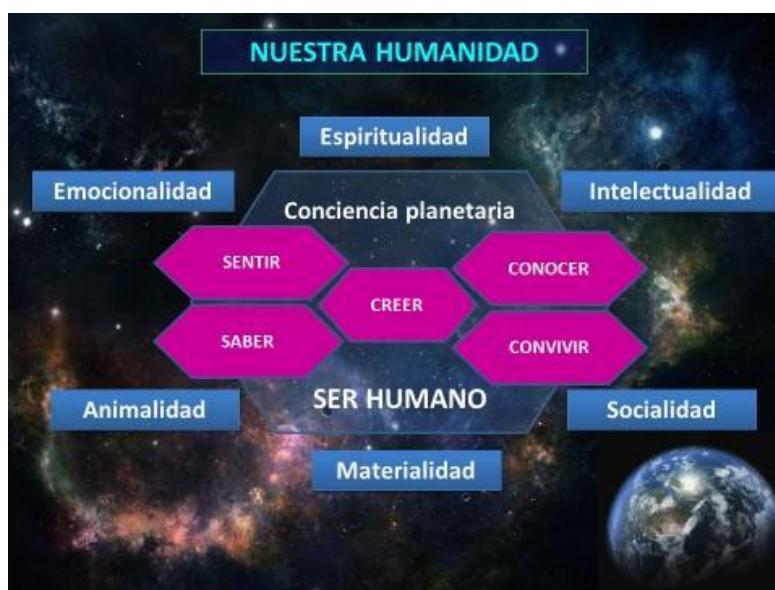 NUESTRA HUMANIDAD
Espiritualidad
Emocionalidad
Intelectualidad
Conciencia planetaria
SENTIR
CONOCER
CREER
SABER
CONVIVIR
SER HUMANO
Animalidad
Socialidad
Materialidad